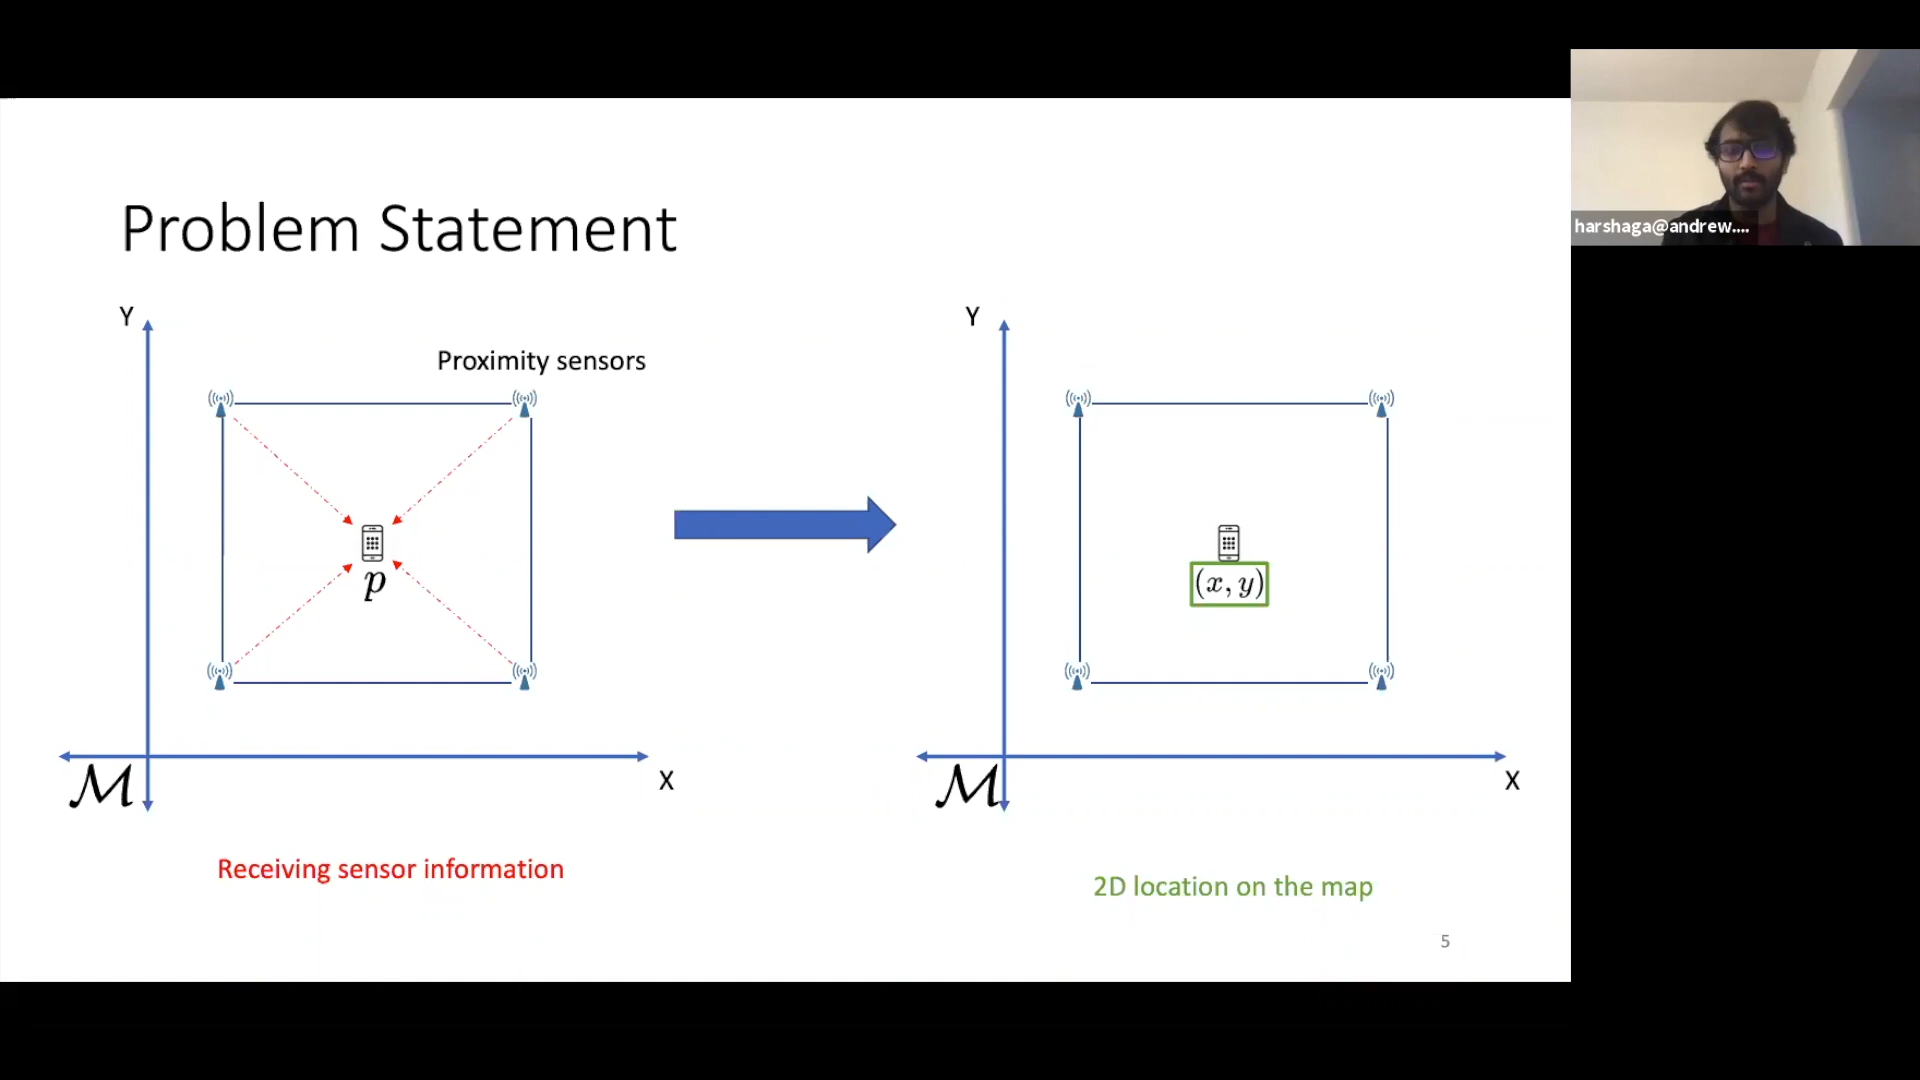 Problem Statement
Y
Proximity sensors
p
X
ℳ
Receiving sensor information
Y
(x, y)
X
ℳ
2D location on the map
5
harshaga@andrew....